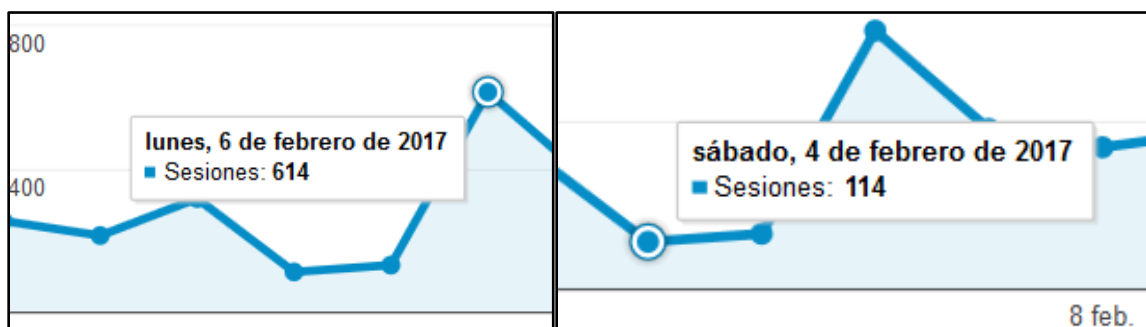 800
lunes, 6 de febrero de 2017
Sesiones: 614
400
sábado, 4 de febrero de 2017
Sesiones: 114
8 feb.